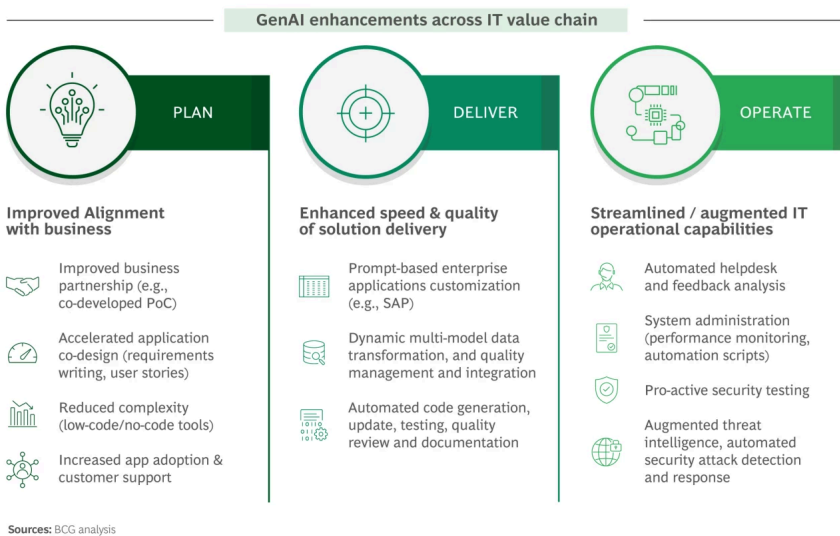 GenAI enhancements across IT value chain
PLAN
Improved Alignment
with business
Improved business
partnership (e.g.,
co-developed PoC)
Accelerated application
co-design (requirements
writing, user stories)
Reduced complexity
(low-code/no-code tools)
Increased app adoption &
customer support
DELIVER
Enhanced speed & quality
of solution delivery
Prompt-based enterprise
applications customization
(e.g., SAP)
Dynamic multi-model data
transformation, and quality
management and integration
Automated code generation,
update, testing, quality
review and documentation
OPERATE
Streamlined / augmented IT
operational capabilities
Automated helpdesk
and feedback analysis
System administration
(performance monitoring,
automation scripts)
Pro-active security testing
Augmented threat
intelligence, automated
security attack detection
and response
Sources: BCG analysis